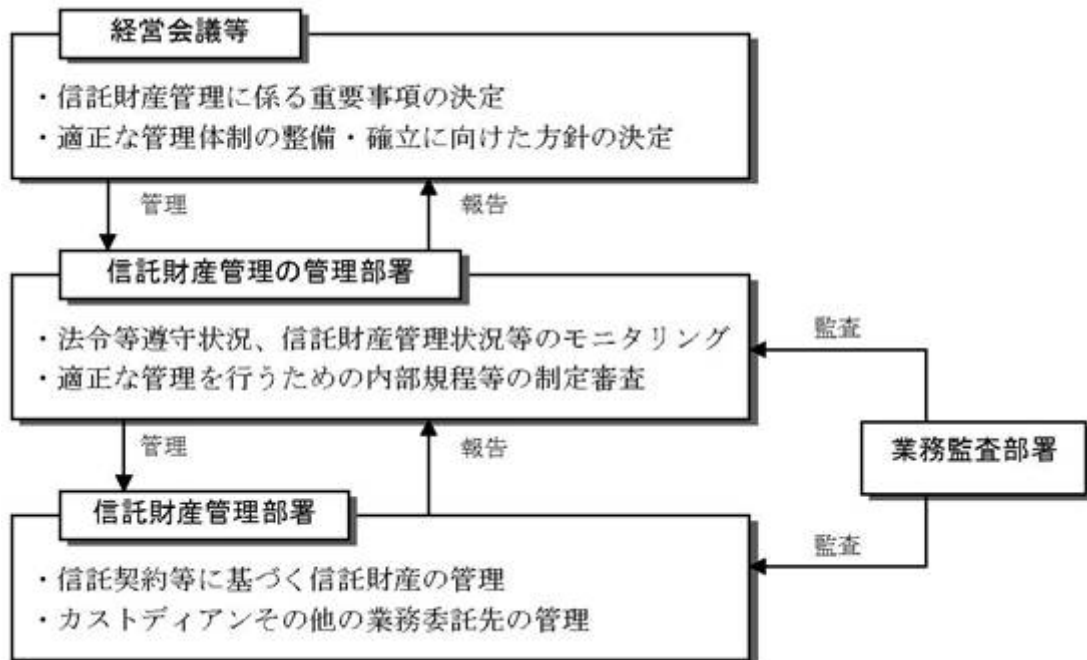 経営会議等
・信託財産管理に係る重要事項の決定
・適正な管理体制の整備・確立に向けた方針の決定
管理
報告
信託財産管理の管理部署
・法令等遵守状況、信託財産管理状況等のモニタリング
・適正な管理を行うための内部規程等の制定審査
監査
管理
報告
業務監査部署
信託財産管理部署
監査
・信託契約等に基づく信託財産の管理
・カストディアンその他の業務委託先の管理